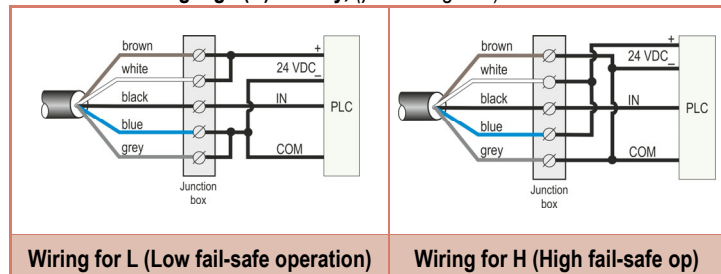 brown
white
black
blue
grey
+
24 VDC
_
IN
COM
PLC
Junction
box
Wiring for L (Low fail-safe operation)
brown
white
black
blue
grey
+
24 VDC
_
IN
COM
PLC
Junction
box
Wiring for H (High fail-safe op)